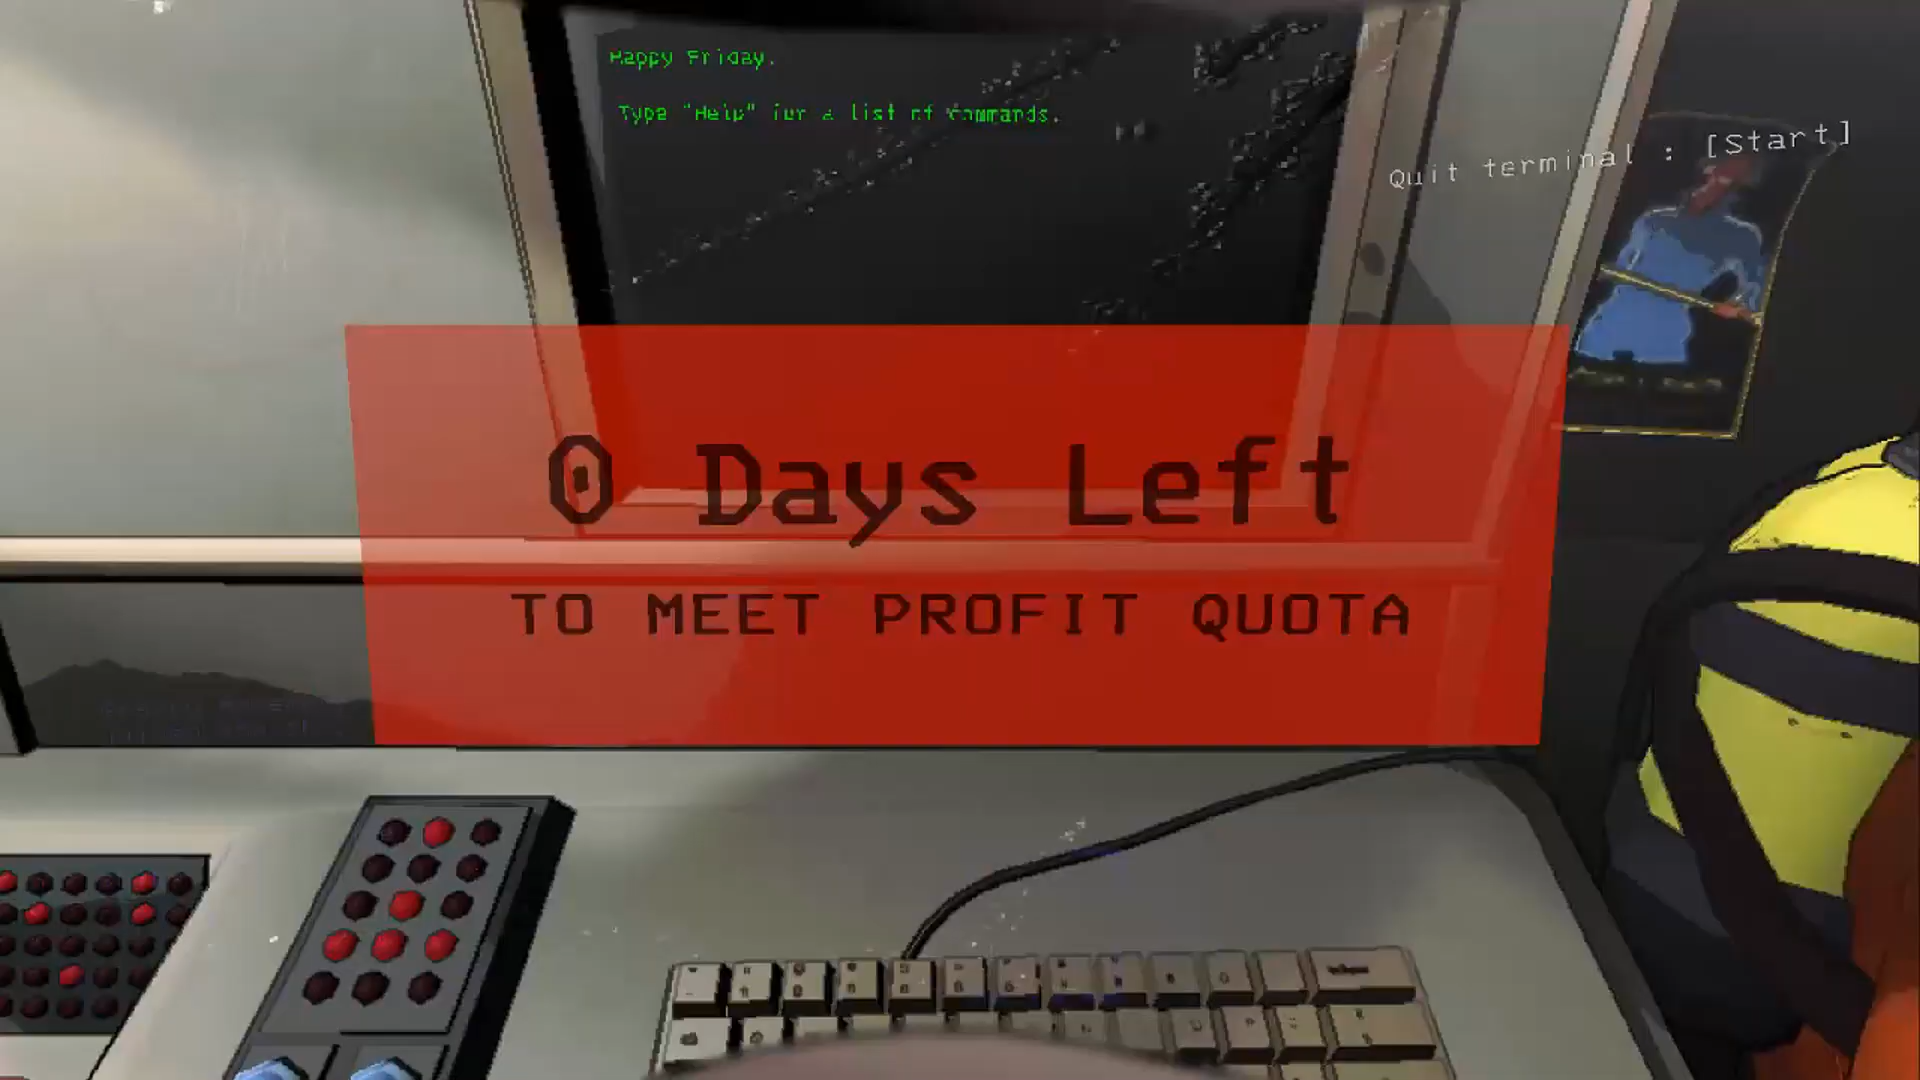 Happy Friday.
Type "Help" for a list of commands.
Quit terminal : [Start]
0 Days Left
TO MEET PROFIT QUOTA